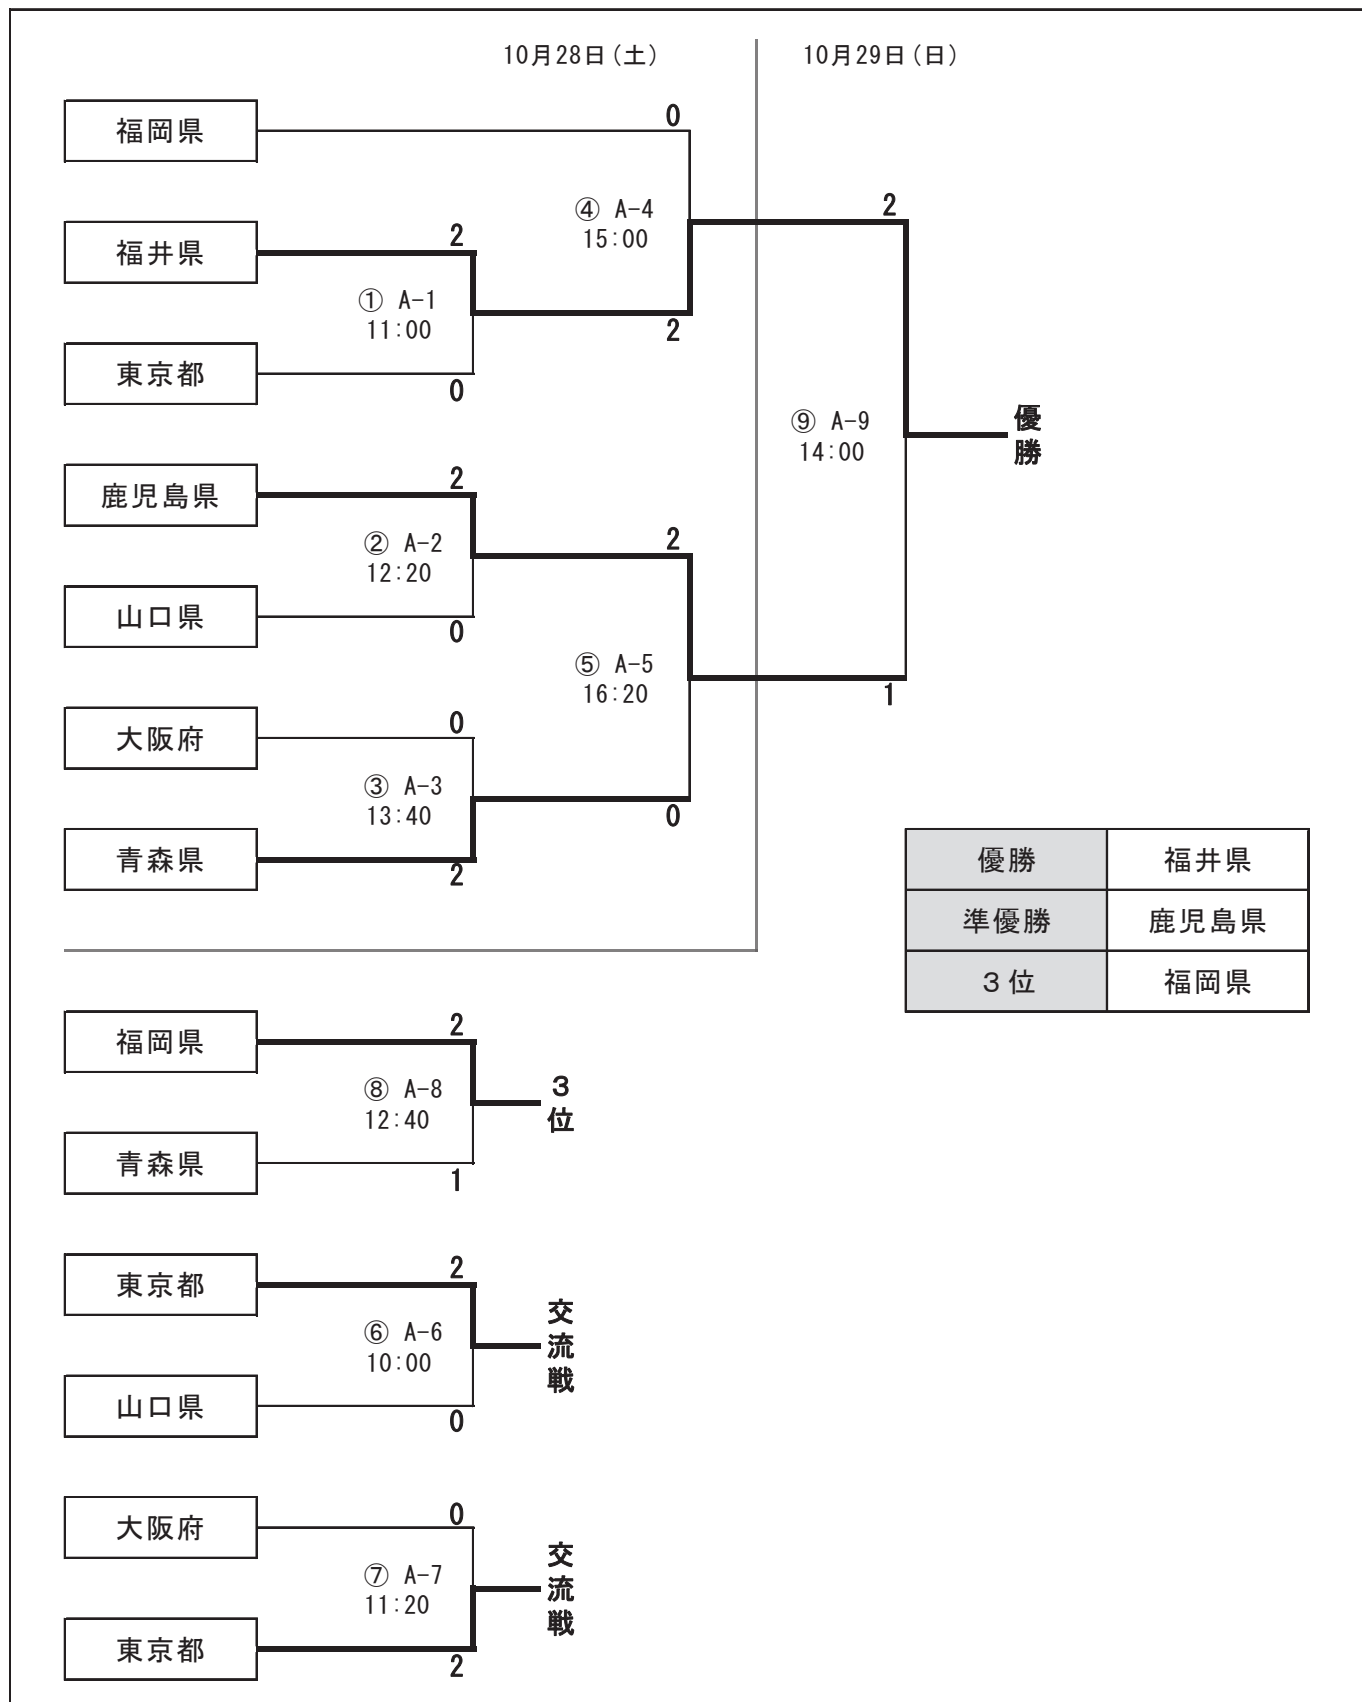 10月28日(土)
10月29日(日)
福岡県
0
④ A-4
15:00
2
福井県
2
① A-1
11:00
2
東京都
0
⑨ A-9
14:00
優勝
鹿児島県
2
② A-2
12:20
2
山口県
0
⑤ A-5
16:20
1
大阪府
0
③ A-3
13:40
0
青森県
2
優勝 福井県
準優勝 鹿児島県
3位 福岡県
福岡県
2
⑧ A-8
12:40
3位
青森県
1
東京都
2
⑥ A-6
10:00
交流戦
山口県
0
大阪府
0
⑦ A-7
11:20
交流戦
東京都
2